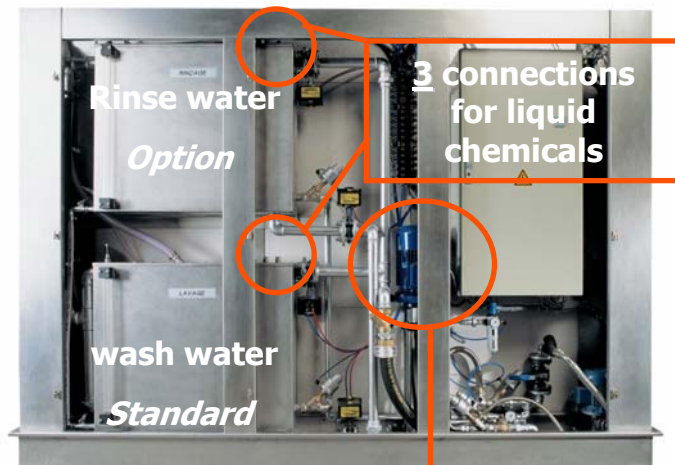 RINÇAGE
Rinse water
Option
3 connections
for liquid
chemicals
LAVAGE
wash water
Standard